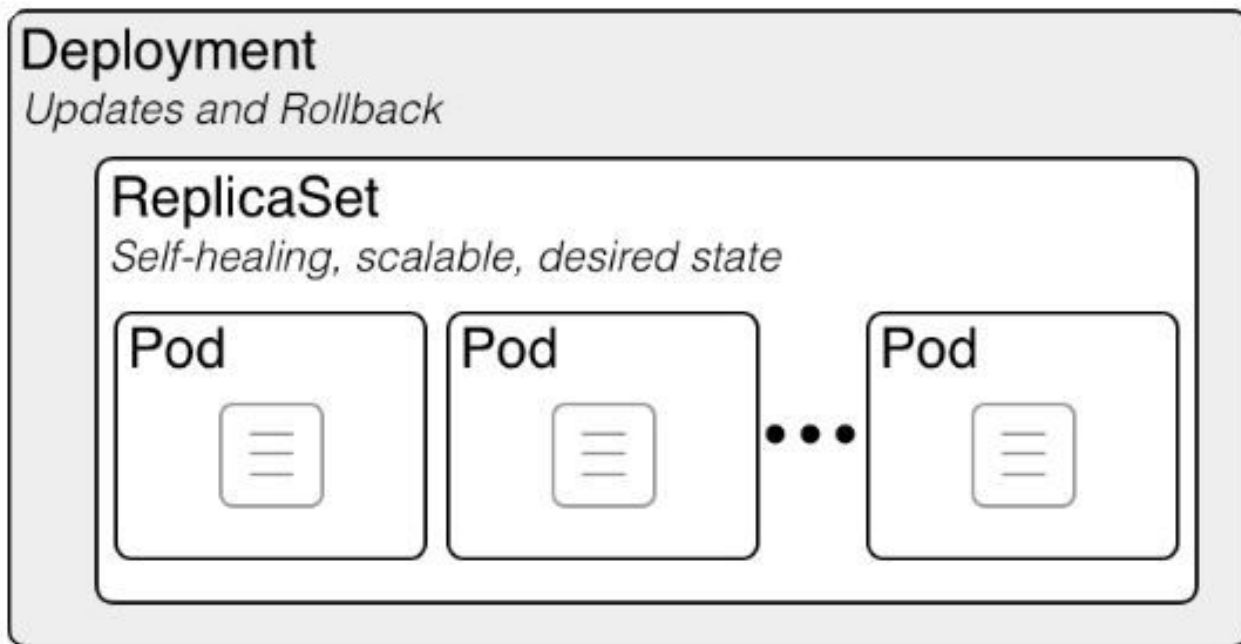 Deployment
Updates and Rollback
ReplicaSet
Self-healing, scalable, desired state
Pod
Pod
Pod